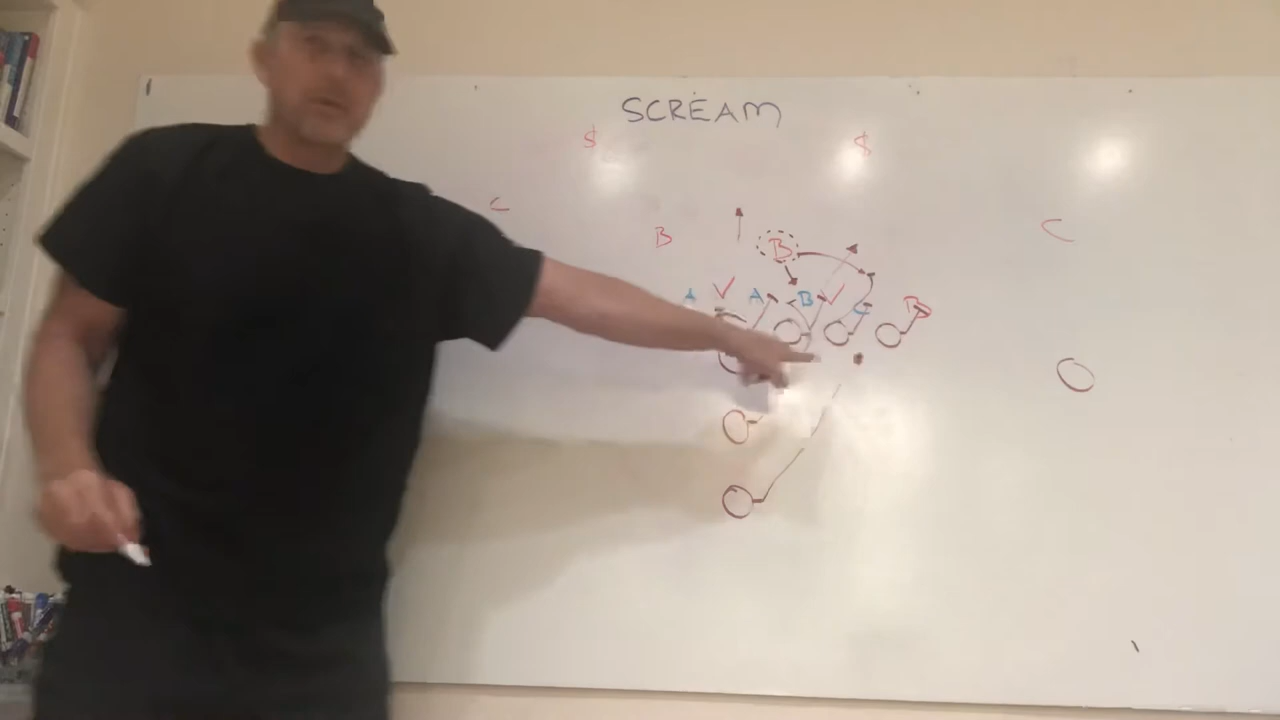 SCREAM
$ $
C
B B C
A V A B V C B